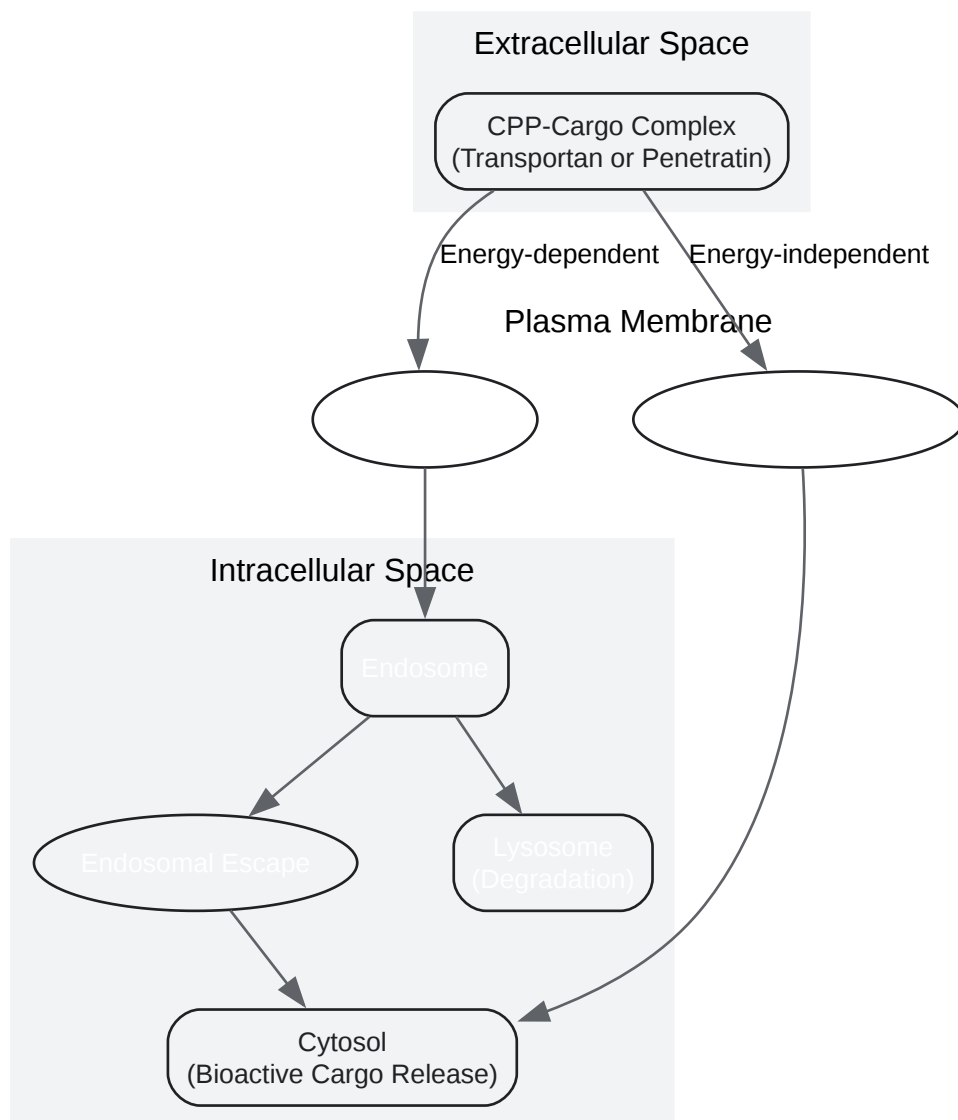 Extracellular Space
CPP-Cargo Complex
(Transportan or Penetratin)
Energy-dependent
Energy-independent
Plasma Membrane
Intracellular Space
Endosome
Endosomal Escape
Lysosome
(Degradation)
Cytosol
(Bioactive Cargo Release)